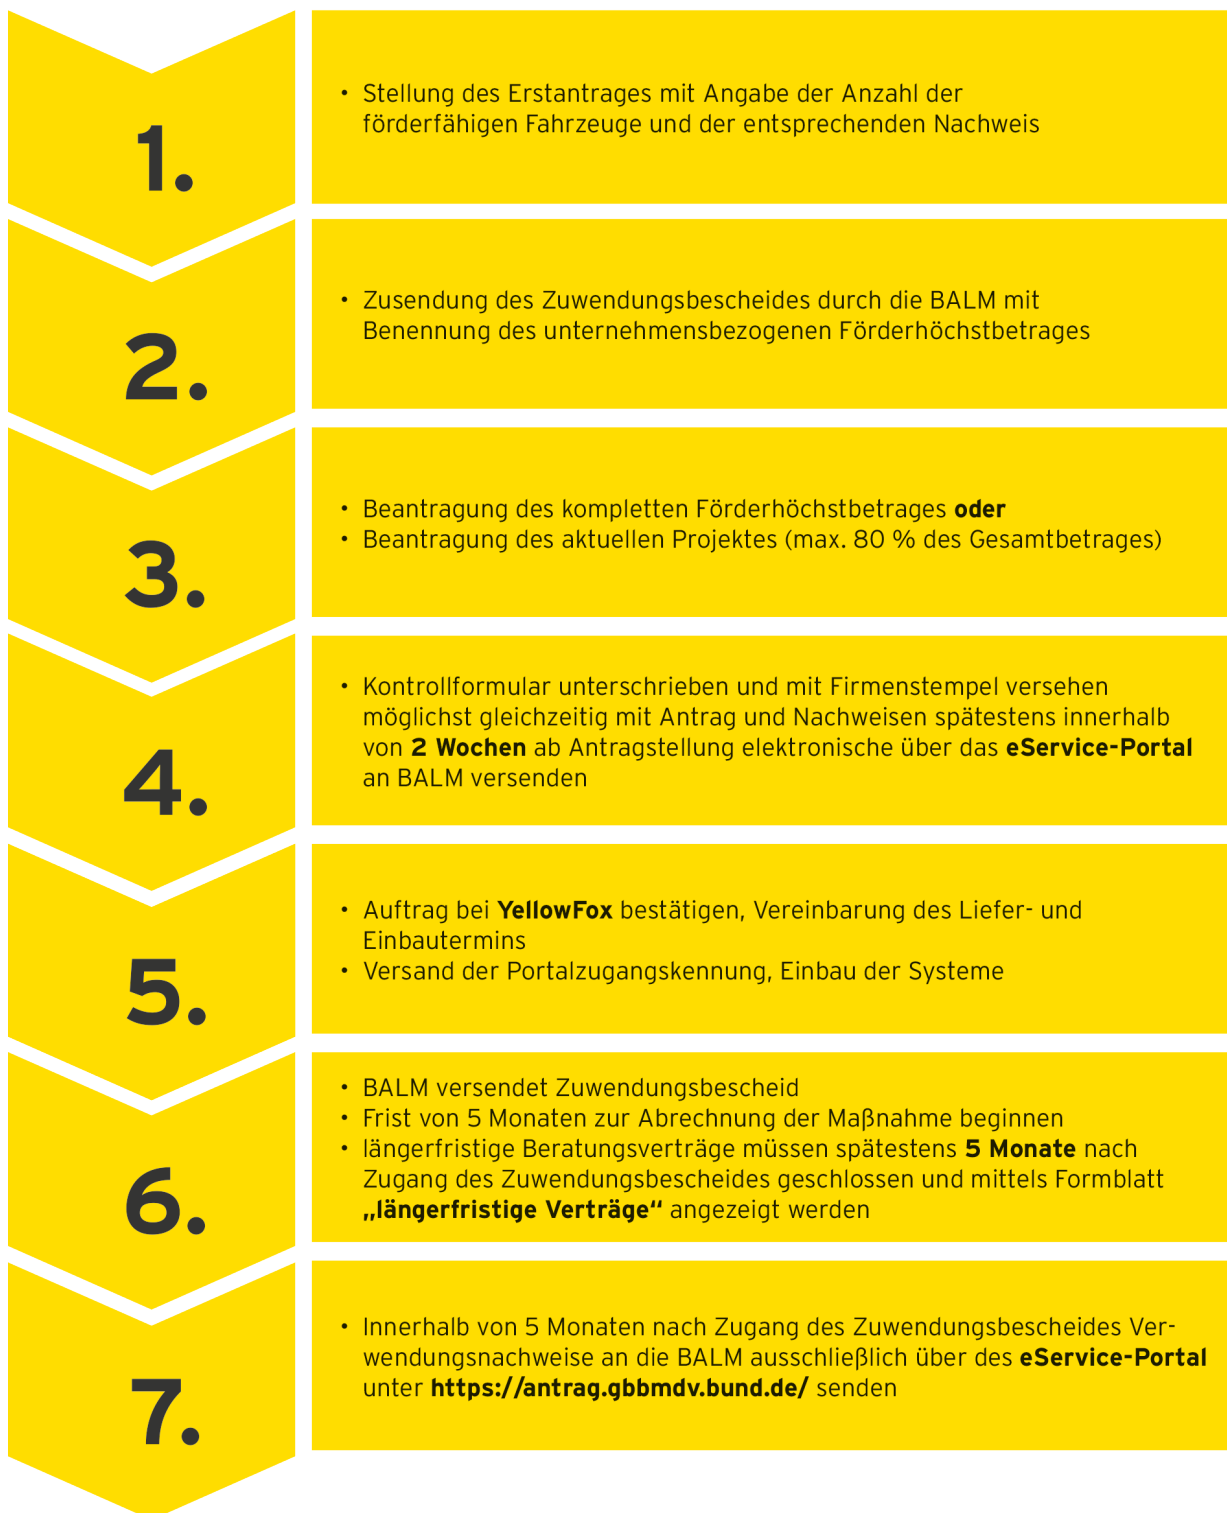 1.
• Stellung des Erstantrages mit Angabe der Anzahl der
förderfähigen Fahrzeuge und der entsprechenden Nachweis
2.
• Zusendung des Zuwendungsbescheides durch die BALM mit
Benennung des unternehmensbezogenen Förderhöchstbetrages
3.
• Beantragung des kompletten Förderhöchstbetrages oder
• Beantragung des aktuellen Projektes (max. 80 % des Gesamtbetrages)
4.
• Kontrollformular unterschrieben und mit Firmenstempel versehen
möglichst gleichzeitig mit Antrag und Nachweisen spätestens innerhalb
von 2 Wochen ab Antragstellung elektronische über das eService-Portal
an BALM versenden
5.
• Auftrag bei YellowFox bestätigen, Vereinbarung des Liefer- und
Einbautermins
• Versand der Portalzugangskennung, Einbau der Systeme
6.
• BALM versendet Zuwendungsbescheid
• Frist von 5 Monaten zur Abrechnung der Maßnahme beginnen
• längerfristige Beratungsverträge müssen spätestens 5 Monate nach
Zugang des Zuwendungsbescheides geschlossen und mittels Formblatt
„längerfristige Verträge“ angezeigt werden
7.
• Innerhalb von 5 Monaten nach Zugang des Zuwendungsbescheides Ver-
wendungsnachweise an die BALM ausschließlich über des eService-Portal
unter https://antrag.gbbmdv.bund.de/ senden